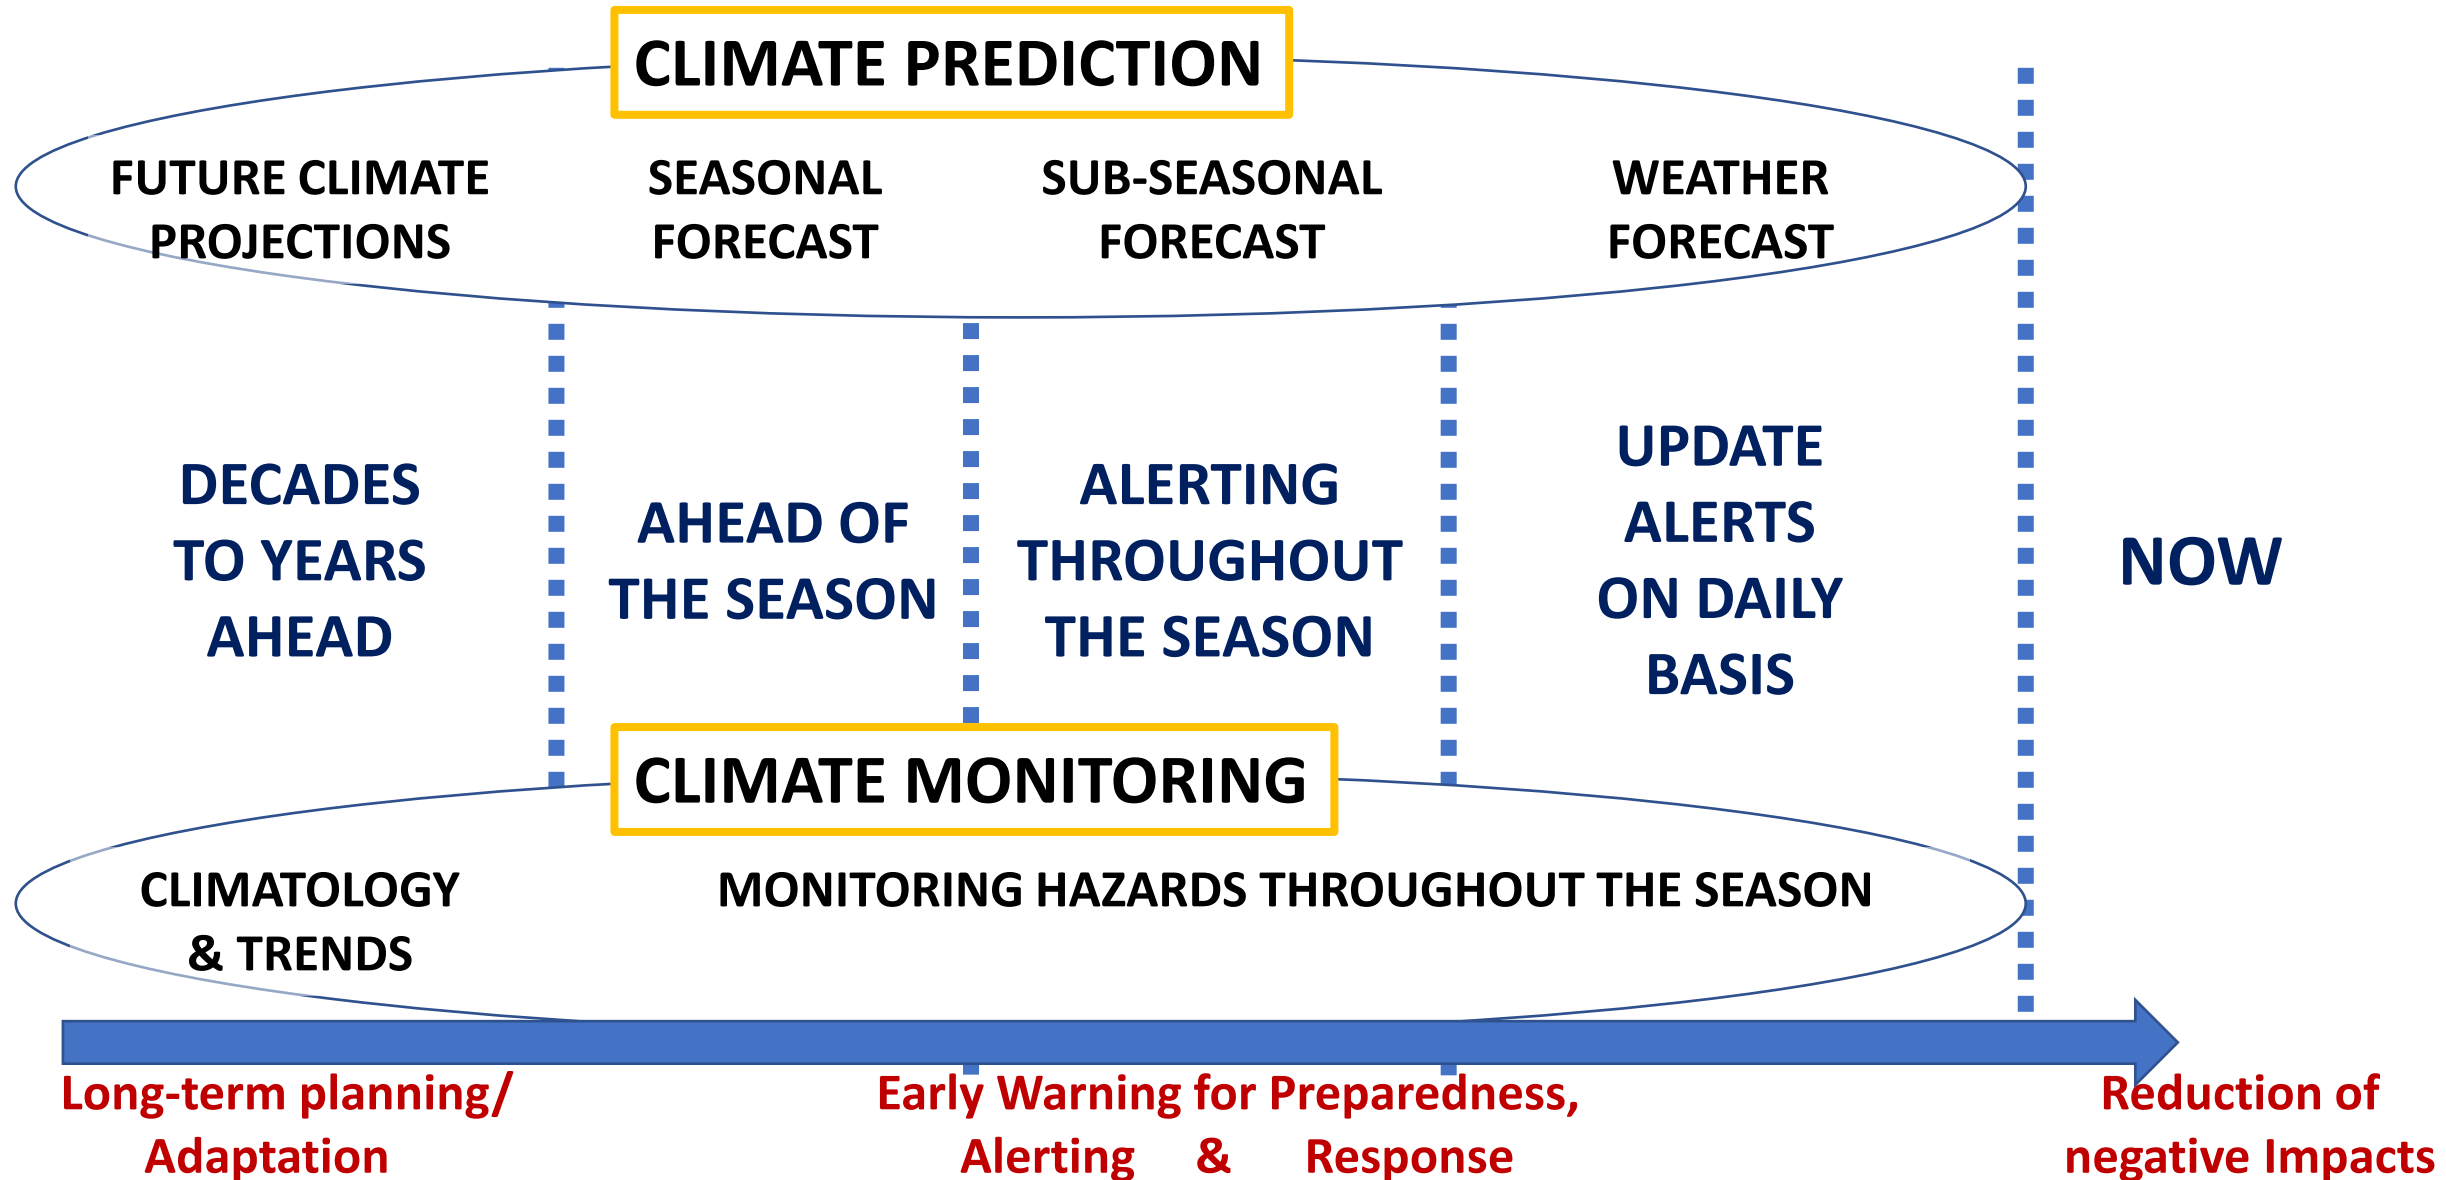 CLIMATE PREDICTION
FUTURE CLIMATE
PROJECTIONS
SEASONAL
FORECAST
SUB-SEASONAL
FORECAST
WEATHER
FORECAST
DECADES
TO YEARS
AHEAD
AHEAD OF
THE SEASON
ALERTING
THROUGHOUT
THE SEASON
UPDATE
ALERTS
ON DAILY
BASIS
NOW
CLIMATE MONITORING
CLIMATOLOGY
& TRENDS
MONITORING HAZARDS THROUGHOUT THE SEASON
Long-term planning/
Adaptation
Early Warning for Preparedness,
Alerting & Response
Reduction of
negative Impacts